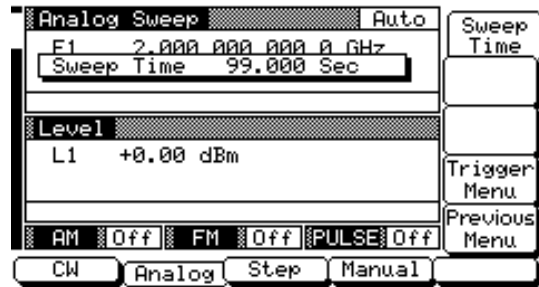 Analog Sweep Auto
F1 2.000 000 000 0 GHz
Sweep Time 99.000 Sec
Level
L1 +0.00 dBm
AM Off FM Off PULSE Off
CW Analog Step Manual
Sweep
Time
Trigger
Menu
Previous
Menu